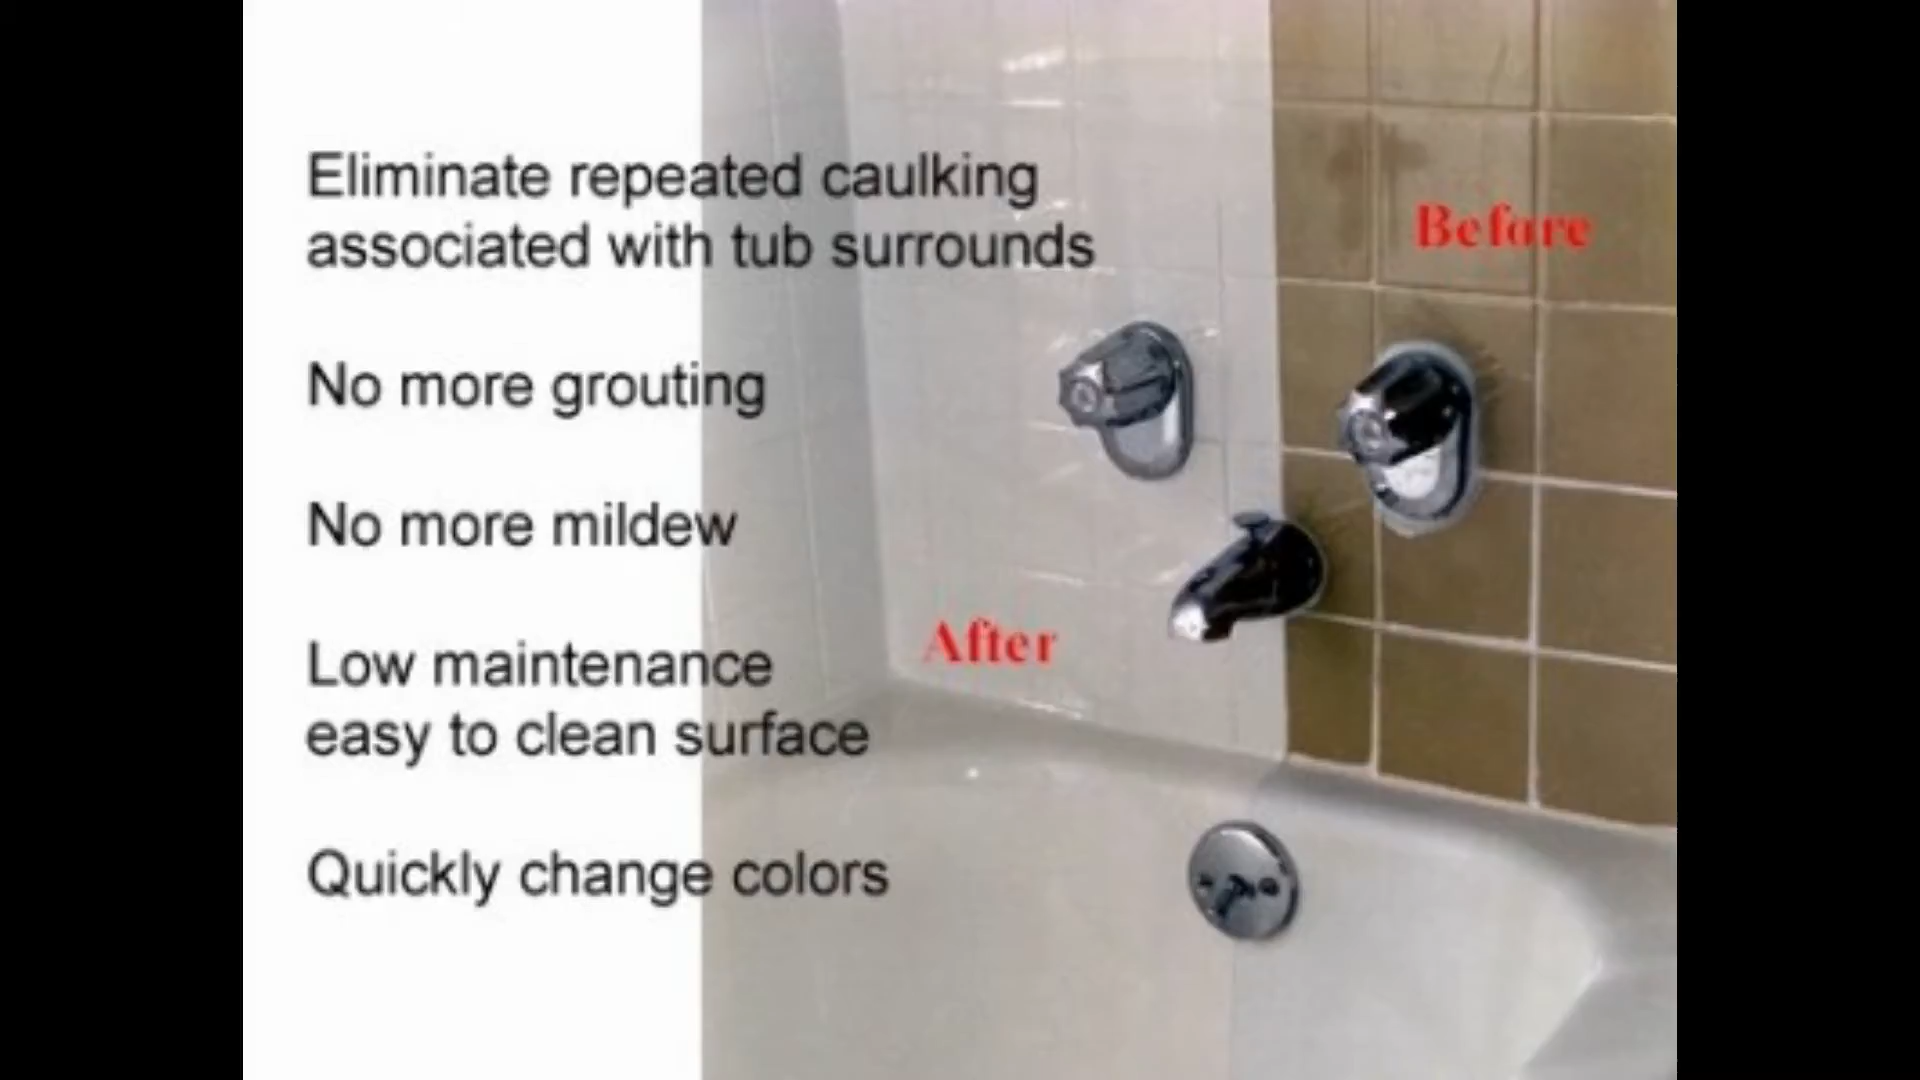 Eliminate repeated caulking
associated with tub surrounds
No more grouting
No more mildew
Low maintenance
easy to clean surface
Quickly change colors
Before
After